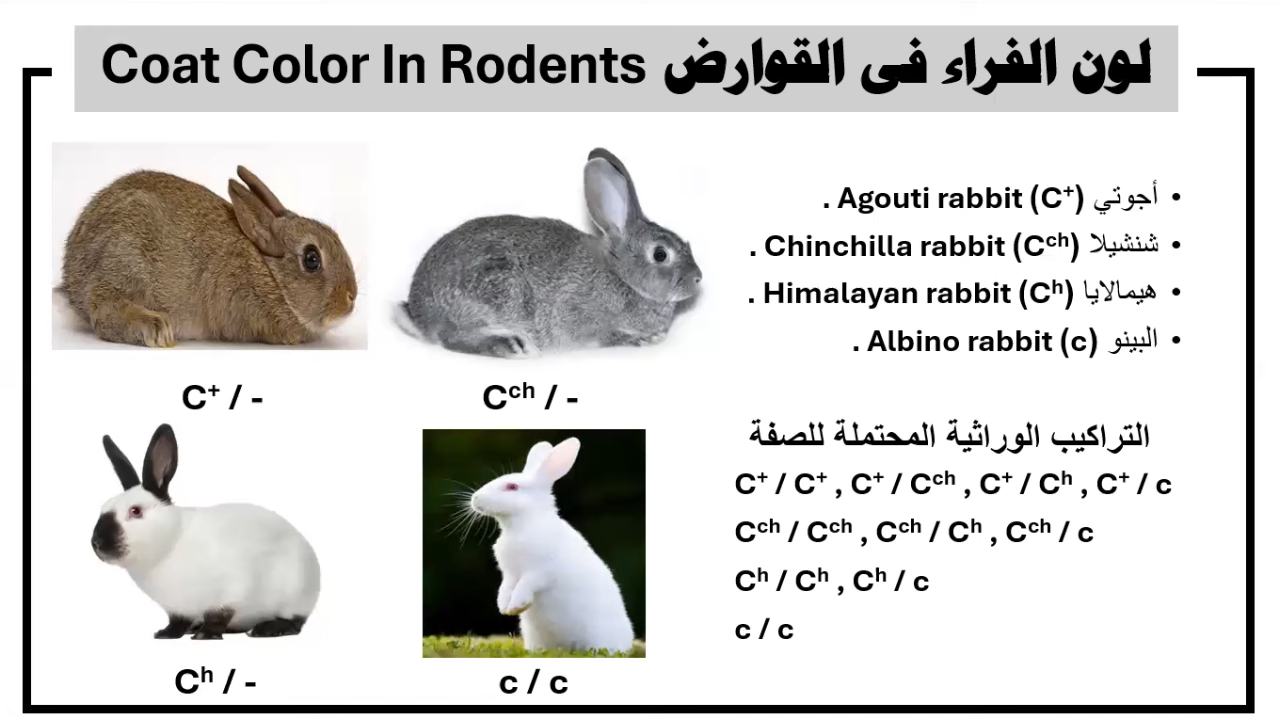 لون الفراء فى القوارض Coat Color In Rodents
• أجوتي Agouti rabbit (C⁺) .
• شنشيلا Chinchilla rabbit (Cᶜʰ) .
• هيمالايا Himalayan rabbit (Cʰ) .
• البينو Albino rabbit (c) .
C⁺ / -
Cᶜʰ / -
Cʰ / -
c / c
التراكيب الوراثية المحتملة للصفة
C⁺ / C⁺ , C⁺ / Cᶜʰ , C⁺ / Cʰ , C⁺ / c
Cᶜʰ / Cᶜʰ , Cᶜʰ / Cʰ , Cᶜʰ / c
Cʰ / Cʰ , Cʰ / c
c / c